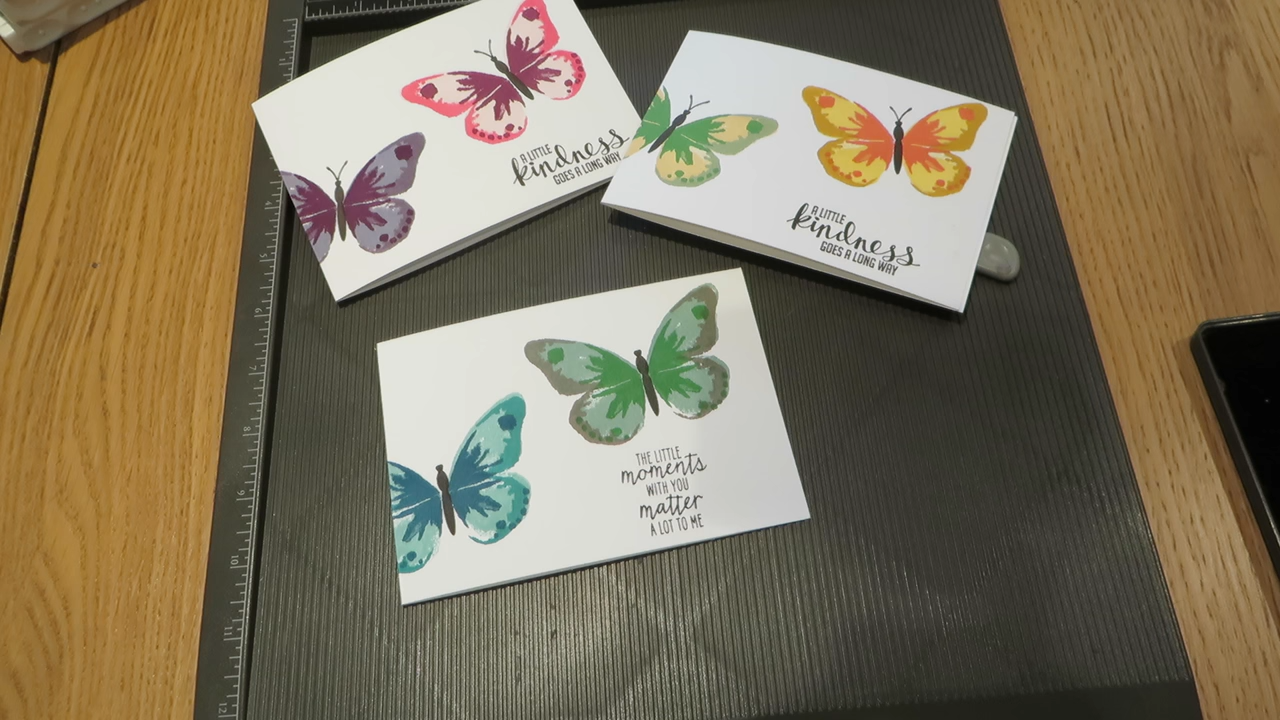 A LITTLE
kindness
GOES A LONG WAY
A LITTLE
kindness
GOES A LONG WAY
THE LITTLE
moments
WITH YOU
matter
A LOT TO ME